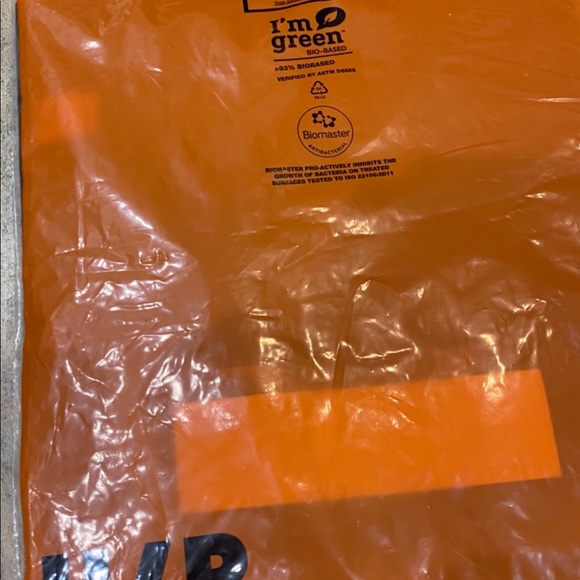 I'm
green™
BIO-BASED
>93% BIOBASED
VERIFIED BY ASTM D6866
Biomaster
ANTIBACTERIAL
BIOMASTER PRO-ACTIVELY INHIBITS THE
GROWTH OF BACTERIA ON TREATED
SURFACES TESTED TO ISO 22196/2011